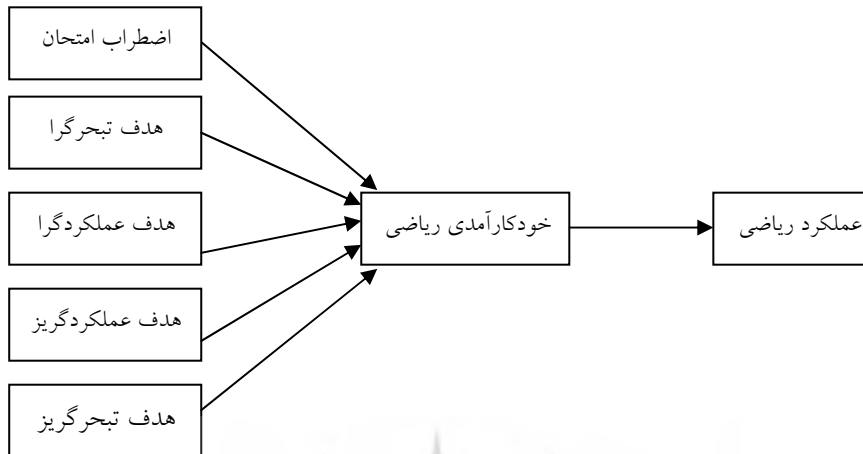 اضطراب امتحان
هدف تبحرگرا
هدف عملکردگرا
خودکارآمدی ریاضی
عملکرد ریاضی
هدف عملکردگریز
هدف تبحرگریز